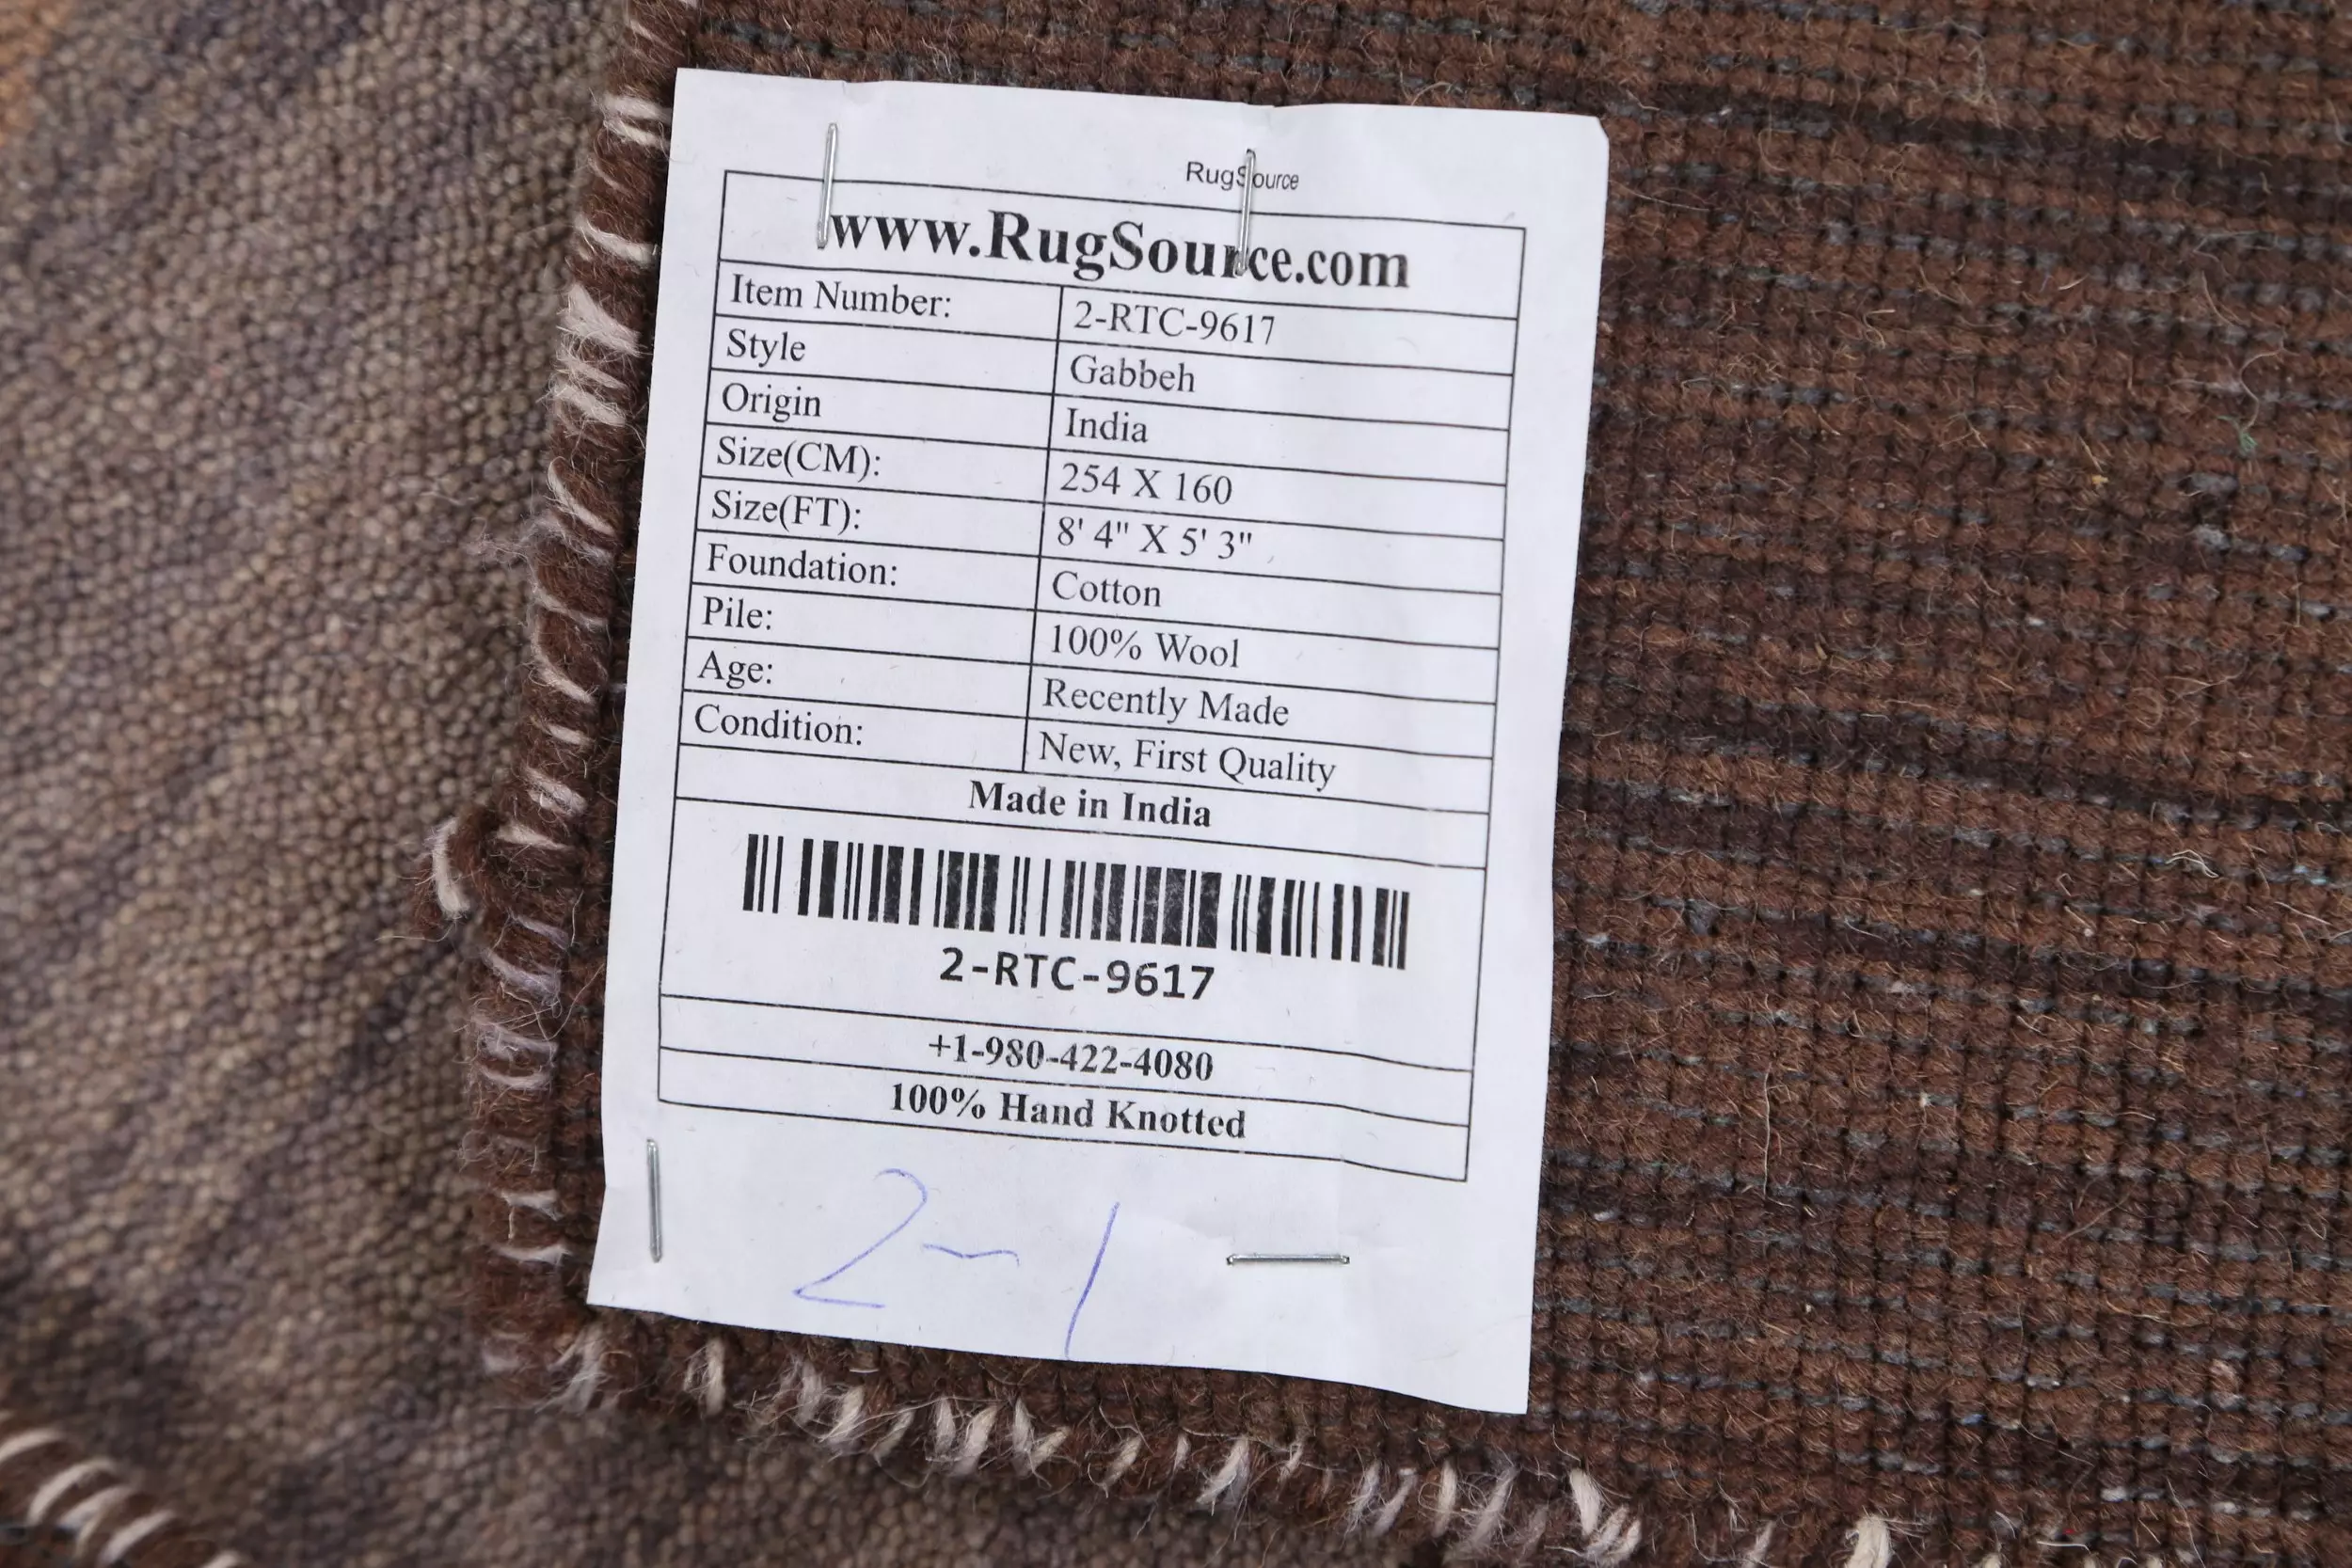 RugSource
www.RugSource.com
Item Number: 2-RTC-9617
Style Gabbeh
Origin India
Size(CM): 254 X 160
Size(FT): 8' 4" X 5' 3"
Foundation: Cotton
Pile: 100% Wool
Age: Recently Made
Condition: New, First Quality
Made in India
2-RTC-9617
+1-980-422-4080
100% Hand Knotted
2-1